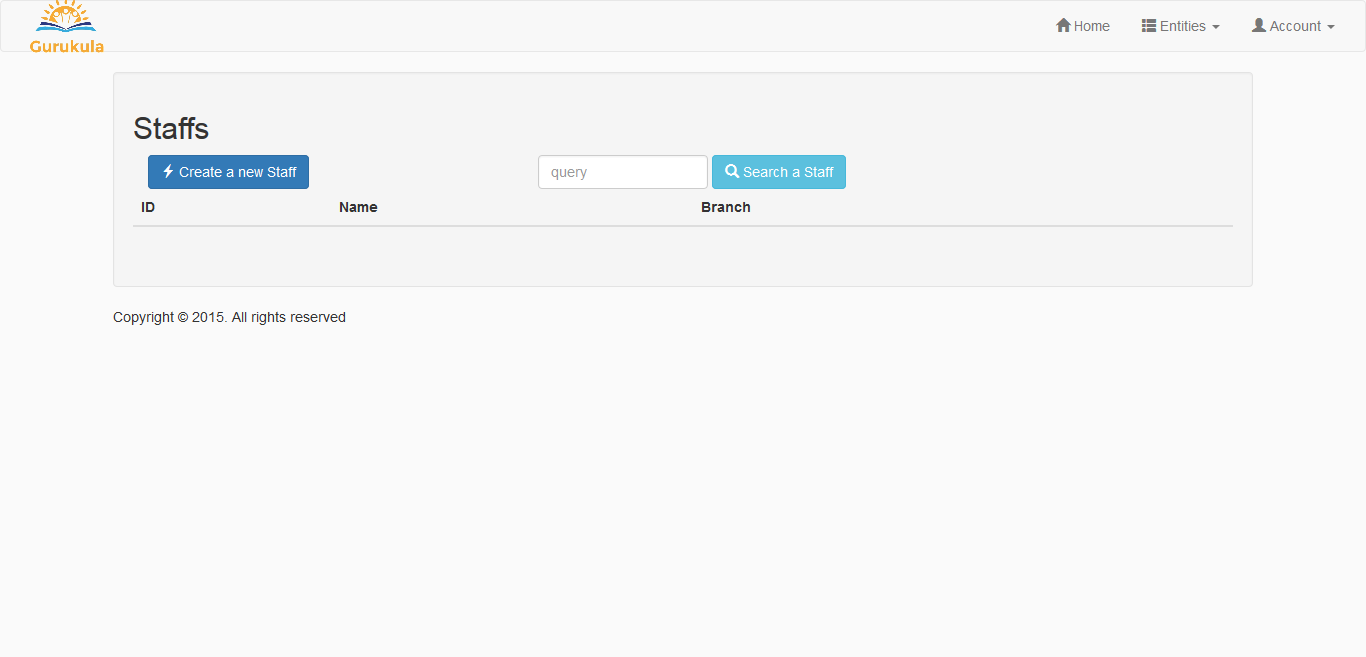 Gurukula
Home Entities Account
Staffs
Create a new Staff query Search a Staff
ID Name Branch
Copyright © 2015. All rights reserved